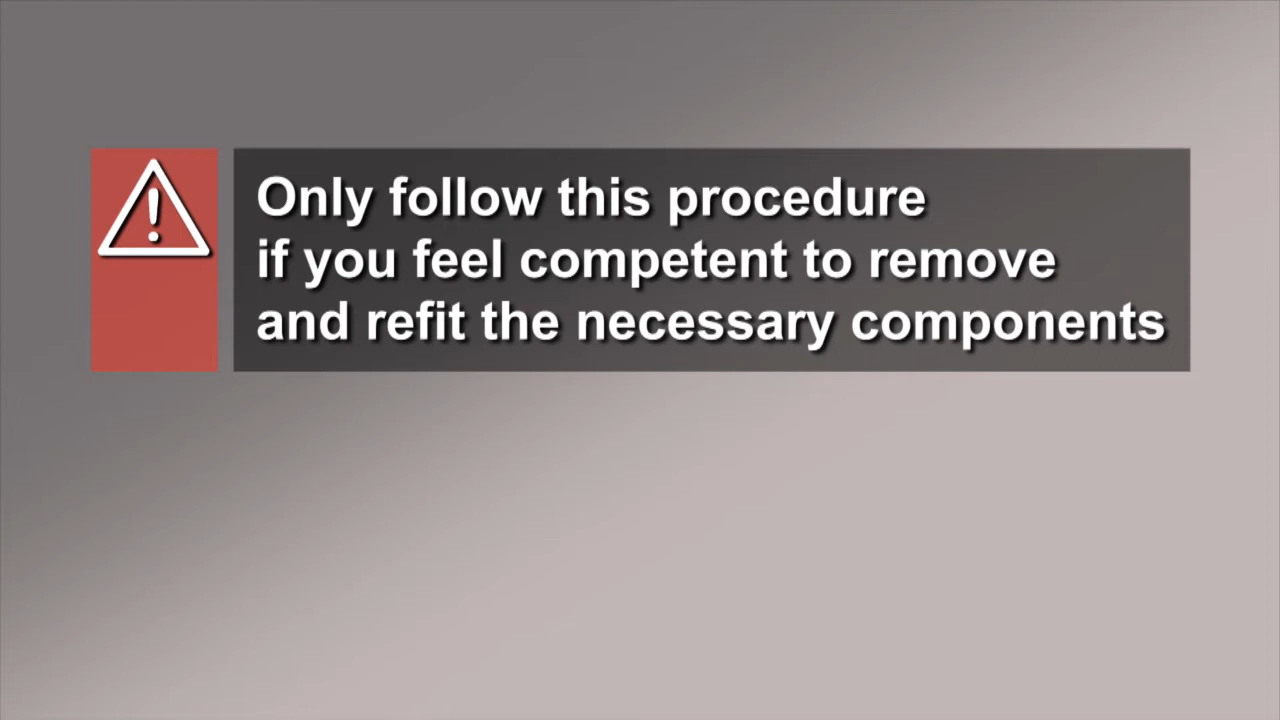 Only follow this procedure
if you feel competent to remove
and refit the necessary components